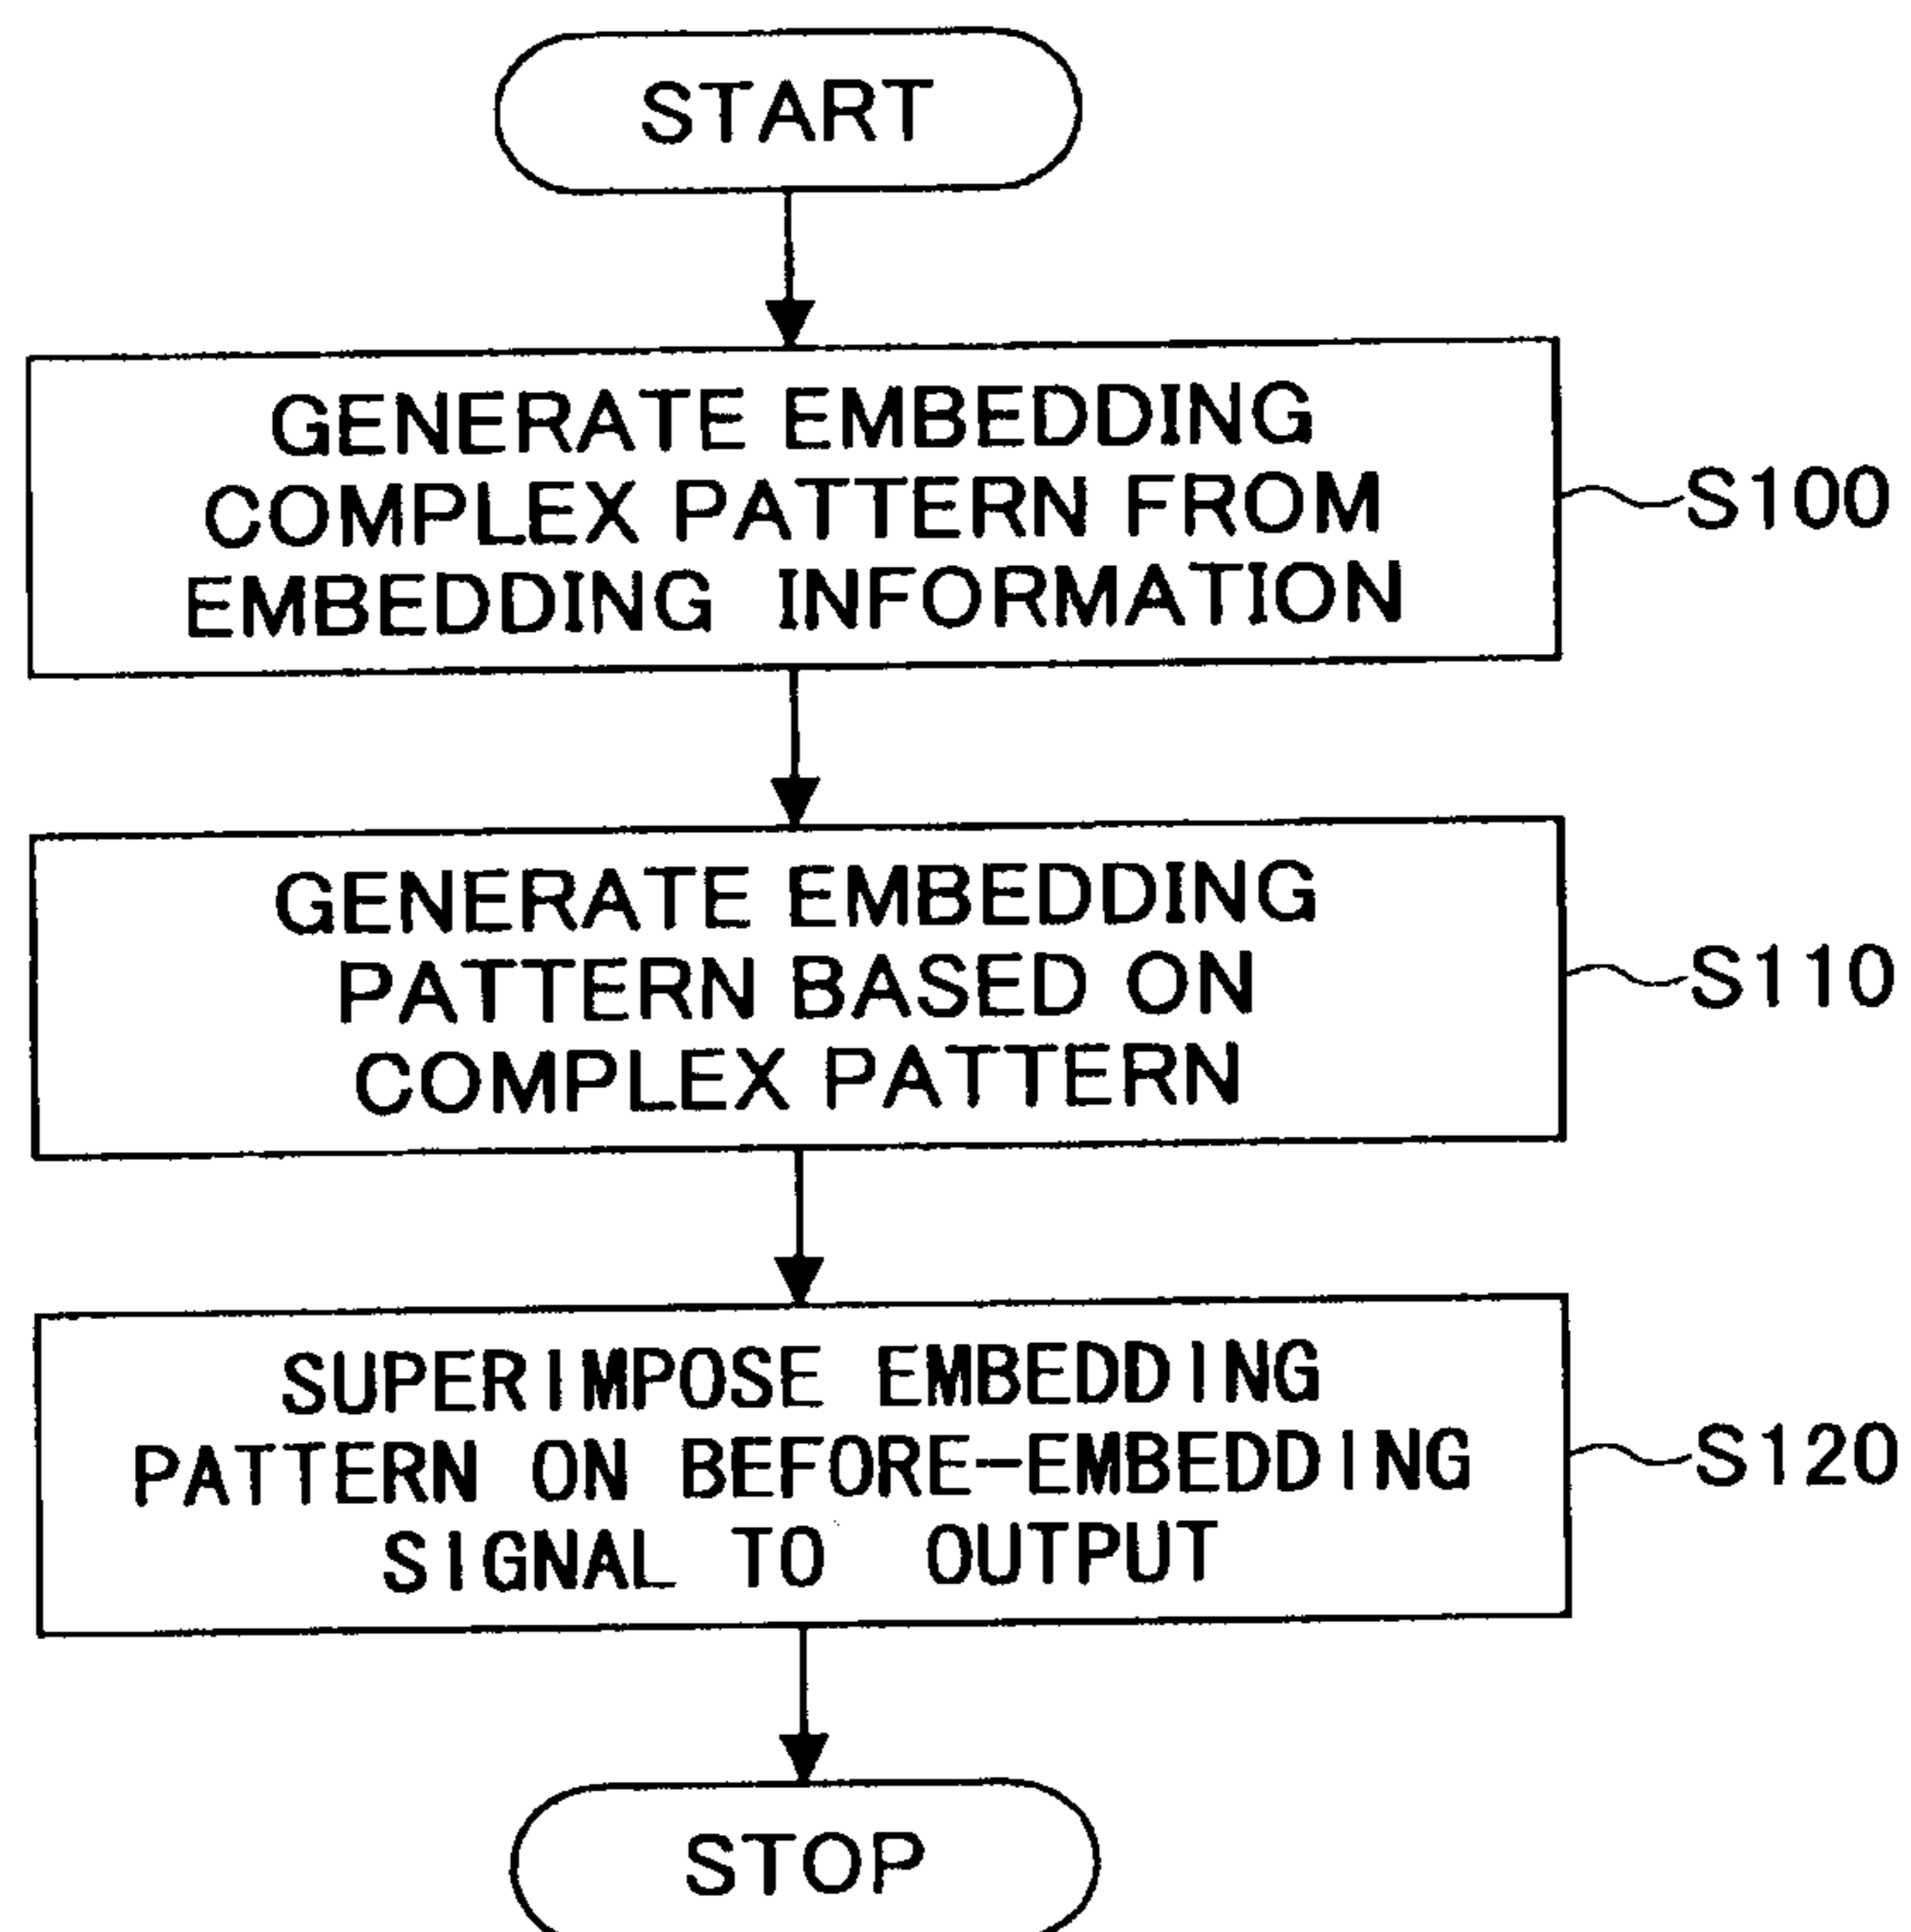 START
GENERATE EMBEDDING
COMPLEX PATTERN FROM
EMBEDDING INFORMATION
S100
GENERATE EMBEDDING
PATTERN BASED ON
COMPLEX PATTERN
S110
SUPERIMPOSE EMBEDDING
PATTERN ON BEFORE-EMBEDDING
SIGNAL TO OUTPUT
S120
STOP